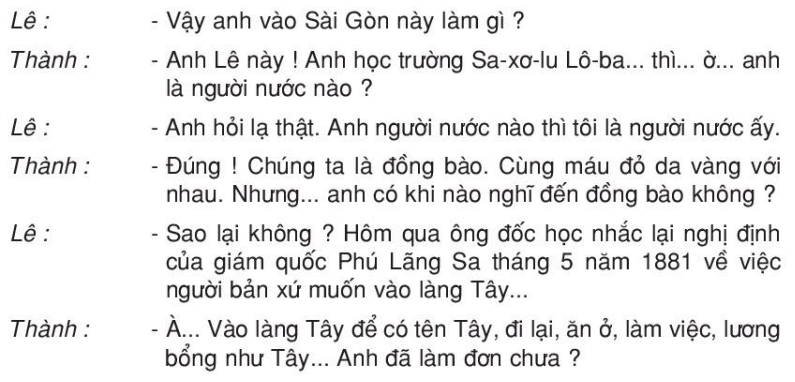 Lê : - Vậy anh vào Sài Gòn này làm gì ?
Thành : - Anh Lê này ! Anh học trường Sa-xơ-lu Lô-ba... thì... ờ... anh
là người nước nào ?
Lê : - Anh hỏi lạ thật. Anh người nước nào thì tôi là người nước ấy.
Thành : - Đúng ! Chúng ta là đồng bào. Cùng máu đỏ da vàng với
nhau. Nhưng... anh có khi nào nghĩ đến đồng bào không ?
Lê : - Sao lại không ? Hôm qua ông đốc học nhắc lại nghị định
của giám quốc Phú Lãng Sa tháng 5 năm 1881 về việc
người bản xứ muốn vào làng Tây...
Thành : - À... Vào làng Tây để có tên Tây, đi lại, ăn ở, làm việc, lương
bổng như Tây... Anh đã làm đơn chưa ?